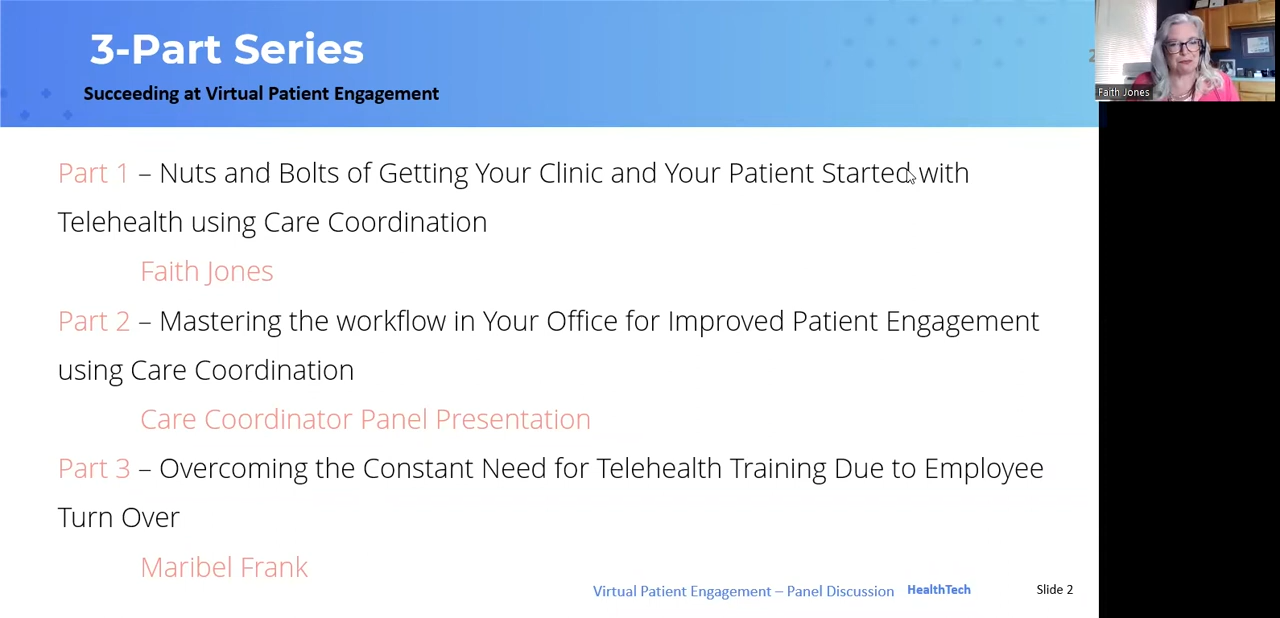 3-Part Series
Succeeding at Virtual Patient Engagement
2
Faith Jones
Part 1 – Nuts and Bolts of Getting Your Clinic and Your Patient Started with
Telehealth using Care Coordination
Faith Jones
Part 2 – Mastering the workflow in Your Office for Improved Patient Engagement
using Care Coordination
Care Coordinator Panel Presentation
Part 3 – Overcoming the Constant Need for Telehealth Training Due to Employee
Turn Over
Maribel Frank
Virtual Patient Engagement – Panel Discussion HealthTech Slide 2